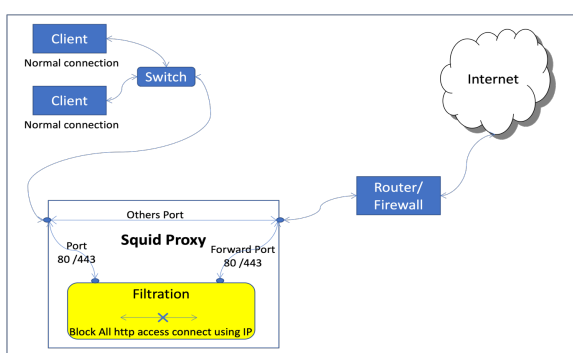 Client
Normal connection
Switch
Client
Normal connection
Internet
Router/
Firewall
Others Port
Squid Proxy
Port
80 /443
Forward Port
80 /443
Filtration
Block All http access connect using IP